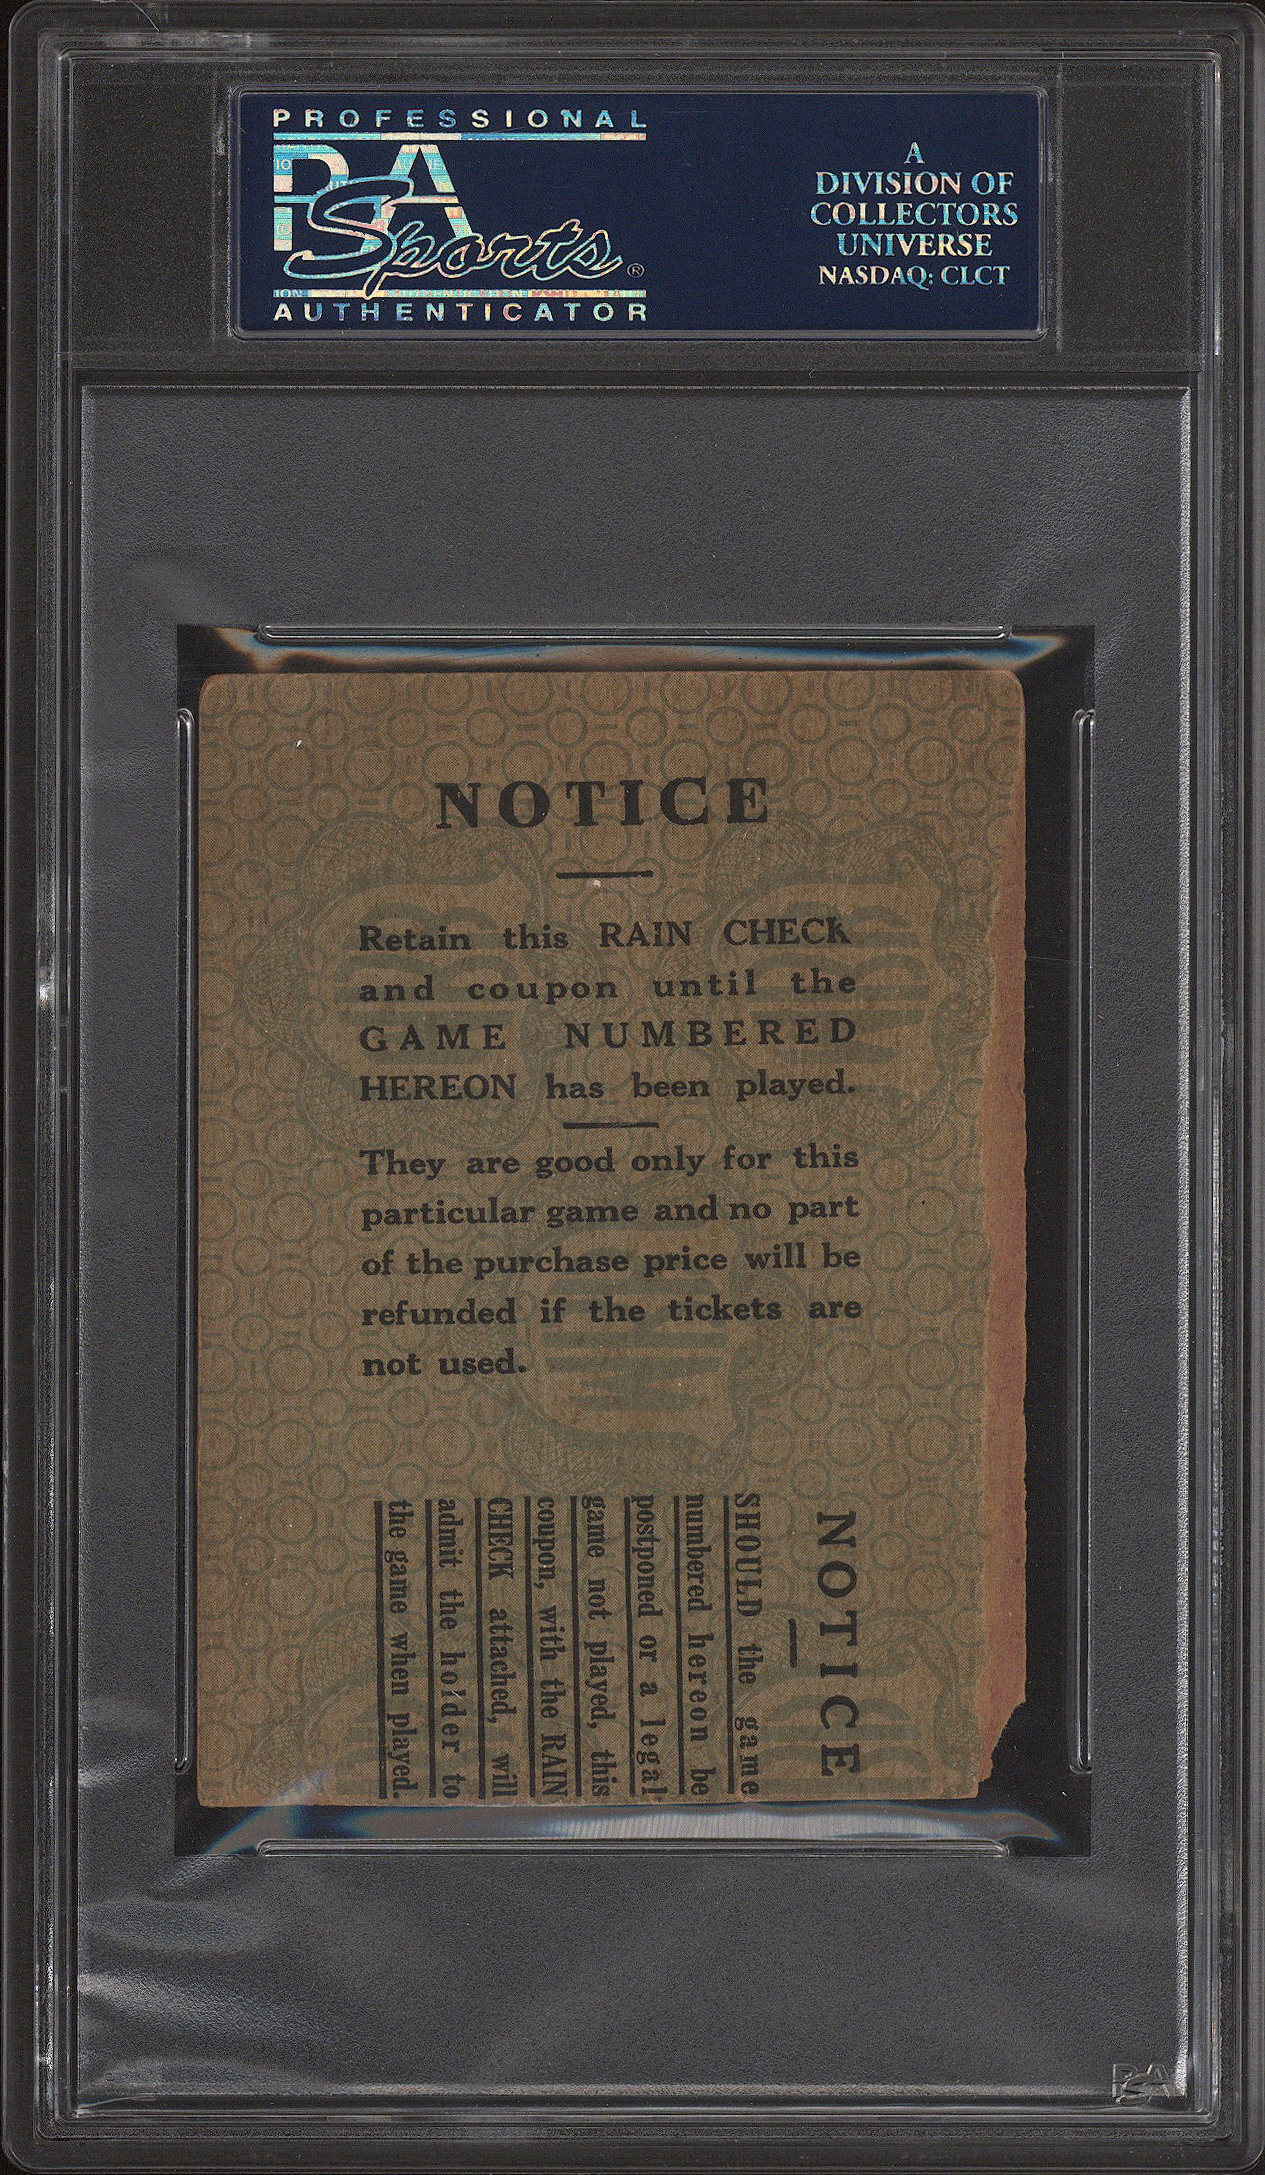 PROFESSIONAL
PSA
Sports®
AUTHENTICATOR
A
DIVISION OF
COLLECTORS
UNIVERSE
NASDAQ: CLCT
NOTICE
Retain this RAIN CHECK
and coupon until the
GAME NUMBERED
HEREON has been played.
They are good only for this
particular game and no part
of the purchase price will be
refunded if the tickets are
not used.
NOTICE
SHOULD the game
numbered hereon be
postponed or a legal
game not played, this
coupon, with the RAIN
CHECK attached, will
admit the holder to
the game when played.
PSA